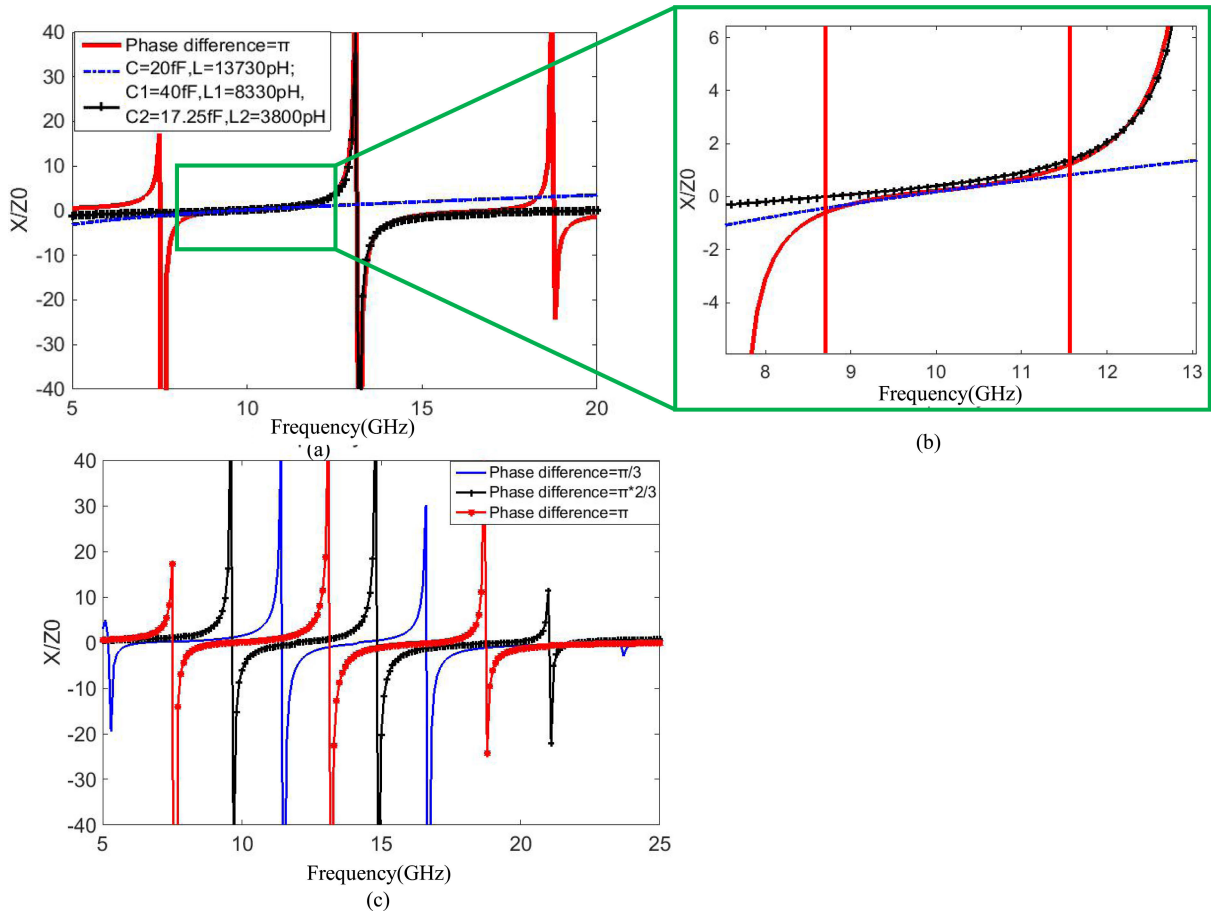 40
30
20
10
0
-10
-20
-30
-40
X/Z0
Phase difference=π
C=20fF,L=13730pH;
C1=40fF,L1=8330pH,
C2=17.25fF,L2=3800pH
5
10
15
20
Frequency(GHz)
(a)
6
4
2
0
-2
-4
X/Z0
8
9
10
11
12
13
Frequency(GHz)
(b)
40
30
20
10
0
-10
-20
-30
-40
X/Z0
Phase difference=π/3
Phase difference=π*2/3
Phase difference=π
5
10
15
20
25
Frequency(GHz)
(c)